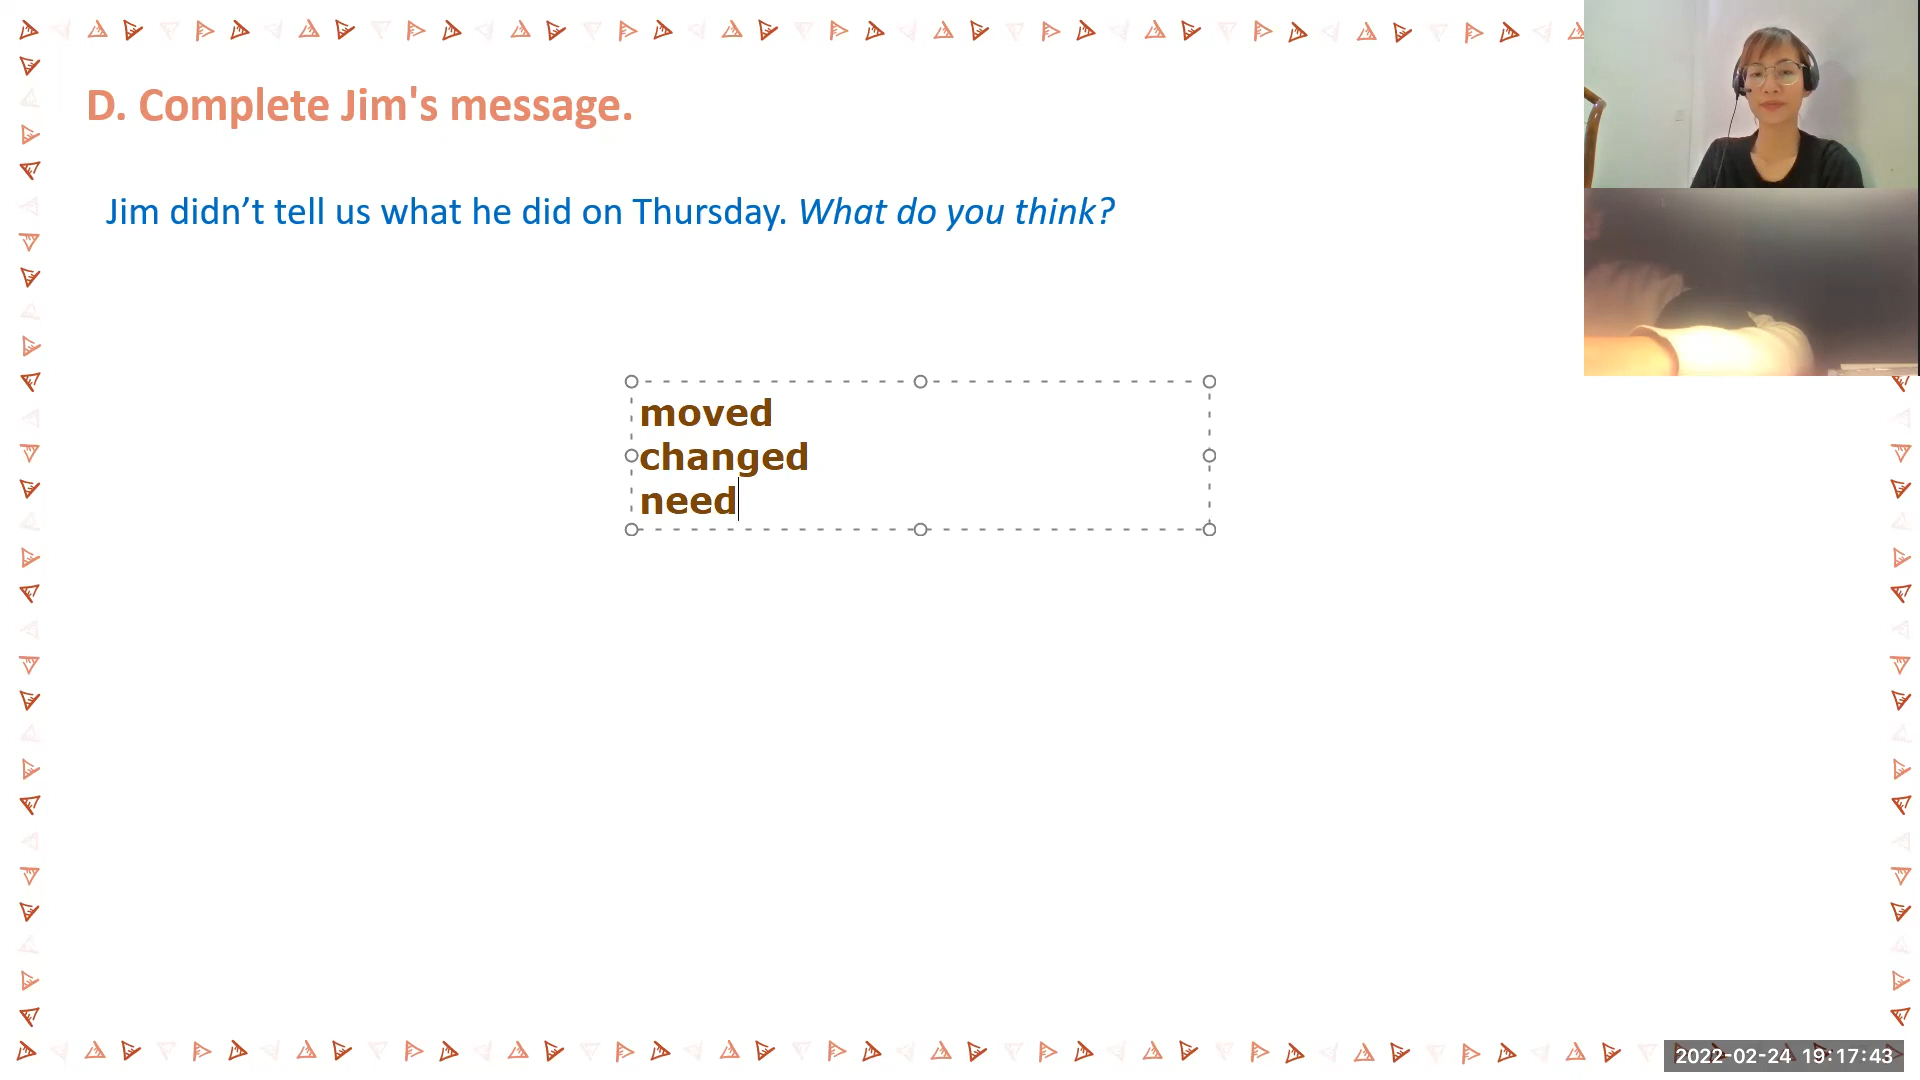 D. Complete Jim's message.
Jim didn’t tell us what he did on Thursday. What do you think?
moved
changed
need
2022-02-24 19:17:43